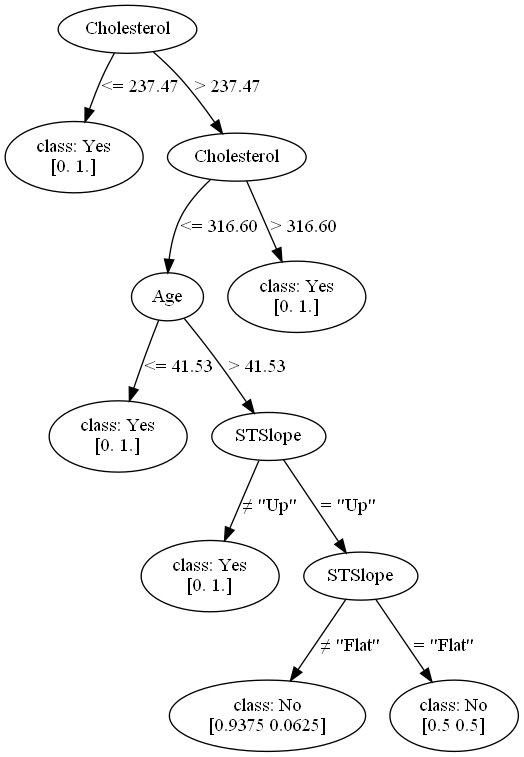 Cholesterol
<= 237.47
> 237.47
class: Yes
[0. 1.]
Cholesterol
<= 316.60
> 316.60
Age
class: Yes
[0. 1.]
<= 41.53
> 41.53
class: Yes
[0. 1.]
STSlope
≠ "Up"
= "Up"
class: Yes
[0. 1.]
STSlope
≠ "Flat"
= "Flat"
class: No
[0.9375 0.0625]
class: No
[0.5 0.5]